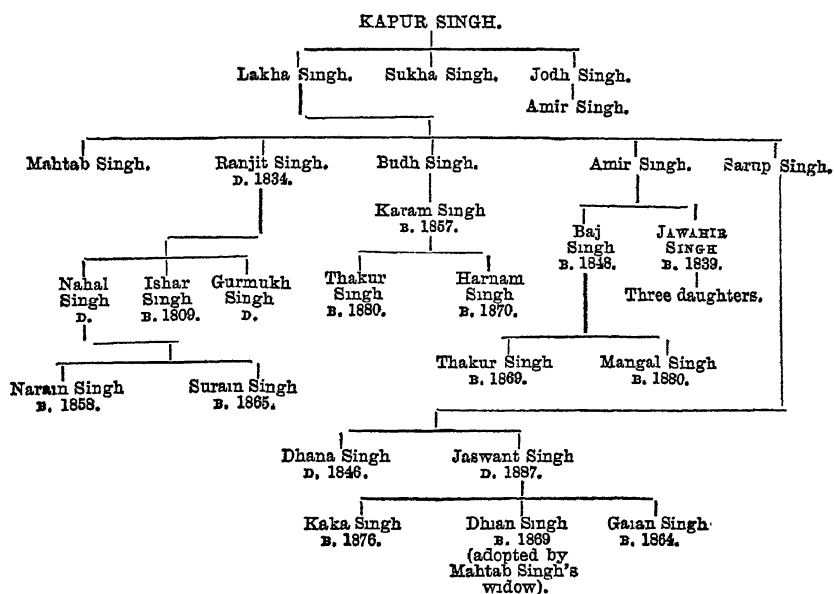 KAPUR SINGH.
Lakha Singh. Sukha Singh. Jodh Singh.
Amir Singh.
Mahtab Singh. Ranjit Singh. Budh Singh. Amir Singh. Sarup Singh.
D. 1834.
Karam Singh
B. 1857.
Baj
Singh
B. 1848.
JAWAHIR
SINGH
B. 1839.
Nahal
Singh
D.
Ishar
Singh
B. 1809.
Gurmukh
Singh
D.
Thakur
Singh
B. 1880.
Harnam
Singh
B. 1870.
Three daughters.
Thakur Singh
B. 1869.
Mangal Singh
B. 1880.
Narain Singh
B. 1858.
Surain Singh
B. 1865.
Dhana Singh
D. 1846.
Jaswant Singh
D. 1887.
Kaka Singh
B. 1876.
Dhian Singh
B. 1869
(adopted by
Mahtab Singh's
widow).
Gaian Singh
B. 1864.